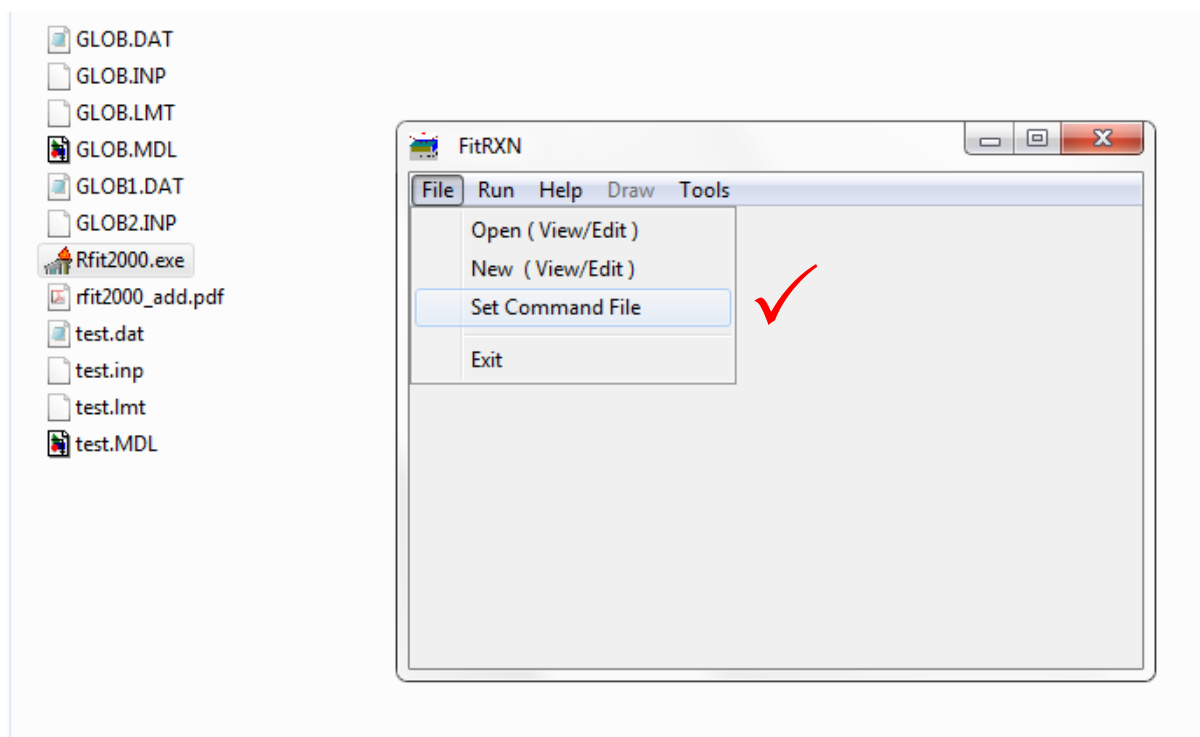 GLOB.DAT
GLOB.INP
GLOB.LMT
GLOB.MDL
GLOB1.DAT
GLOB2.INP
Rfit2000.exe
rfit2000_add.pdf
test.dat
test.inp
test.lmt
test.MDL
FitRXN
File Run Help Draw Tools
Open ( View/Edit )
New ( View/Edit )
Set Command File
Exit